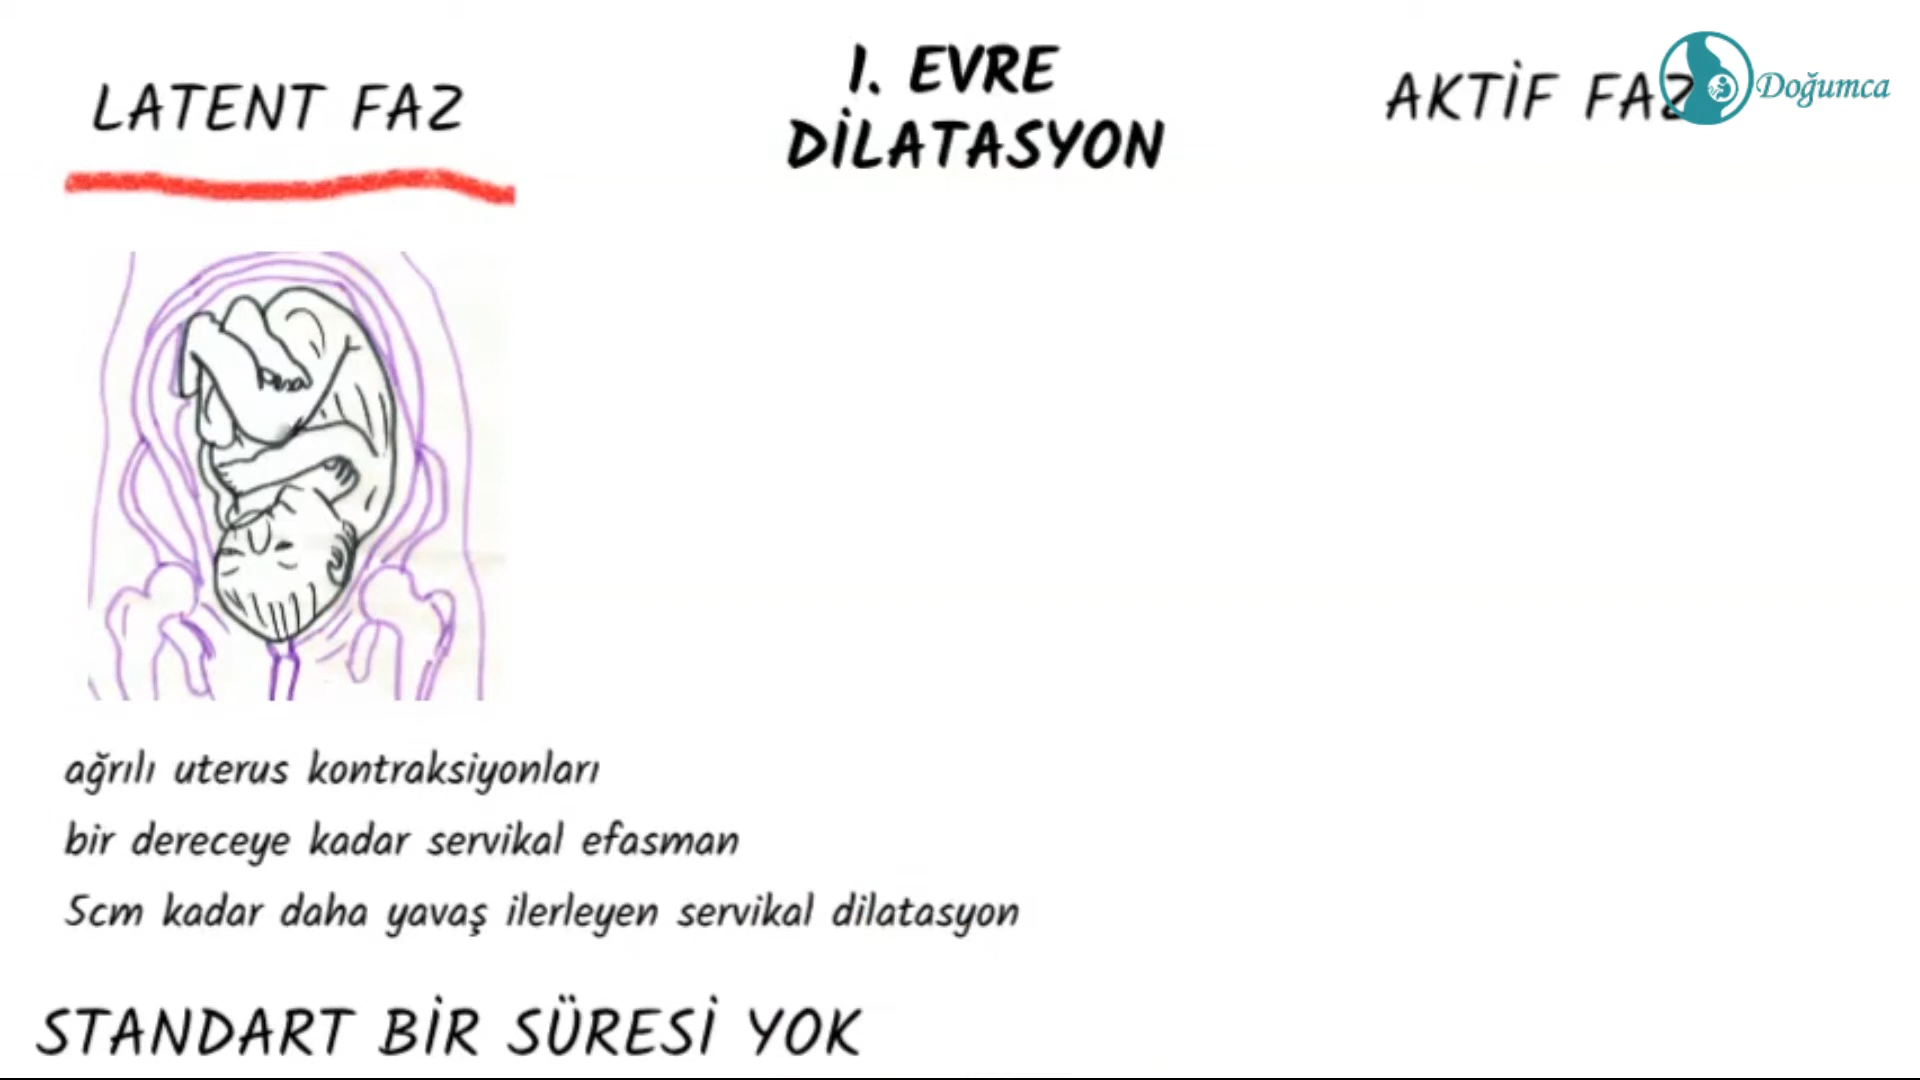 LATENT FAZ
1. EVRE
DİLATASYON
AKTİF FAZ
Doğumca
ağrılı uterus kontraksiyonları
bir dereceye kadar servikal efasman
5cm kadar daha yavaş ilerleyen servikal dilatasyon
STANDART BİR SÜRESİ YOK